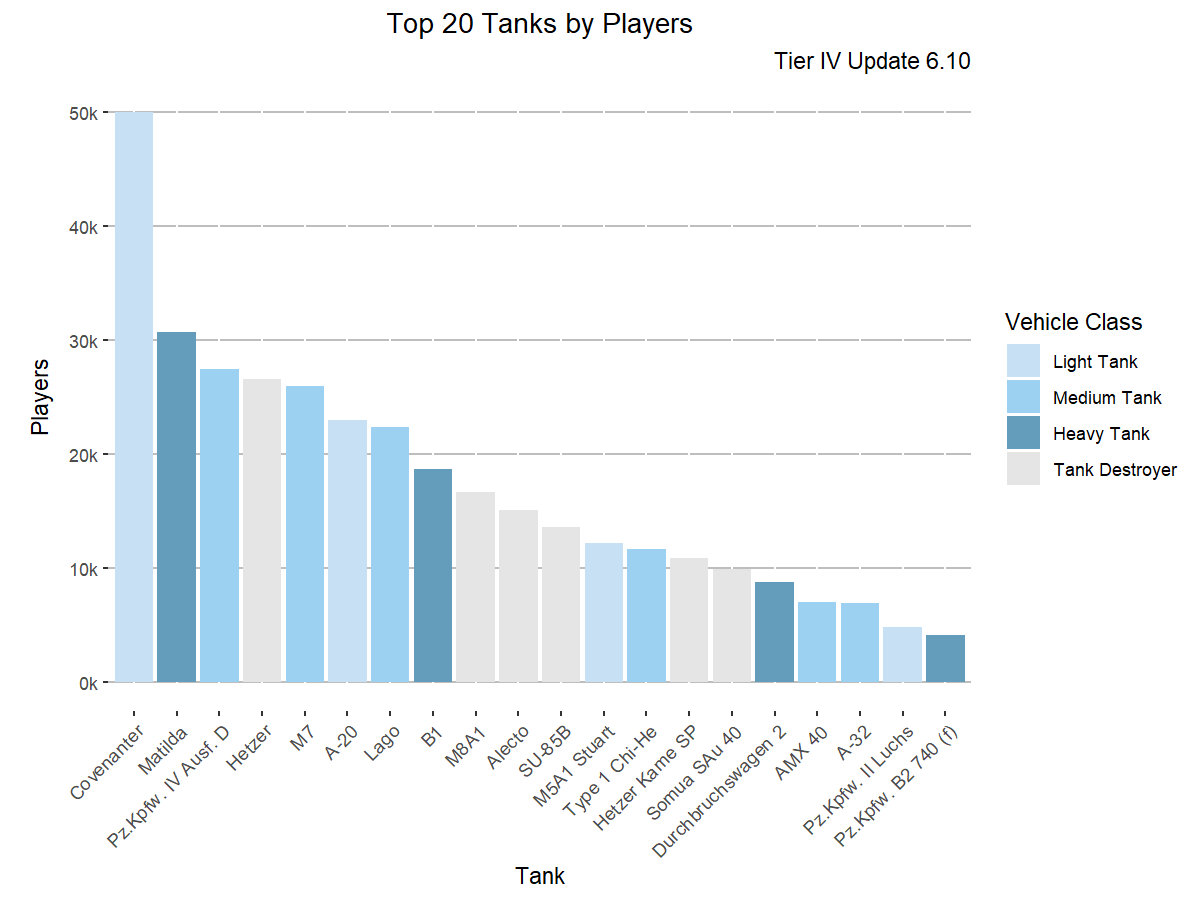 Top 20 Tanks by Players
Tier IV Update 6.10
50k
40k
30k
20k
10k
0k
Players
Covenanter
Matilda
Pz.Kpfw. IV Ausf. D
Hetzer
M7
A-20
Lago
B1
M8A1
Alecto
SU-85B
M5A1 Stuart
Type 1 Chi-He
Hetzer Kame SP
Somua SAu 40
Durchbruchswagen 2
AMX 40
A-32
Pz.Kpfw. II Luchs
Pz.Kpfw. B2 740 (f)
Tank
Vehicle Class
Light Tank
Medium Tank
Heavy Tank
Tank Destroyer